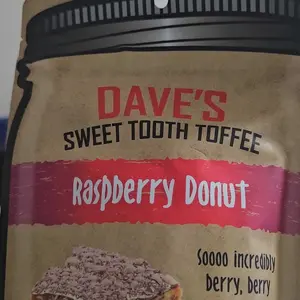 DAVE'S
SWEET TOOTH TOFFEE
Raspberry Donut
Soooo incredibly
berry, berry